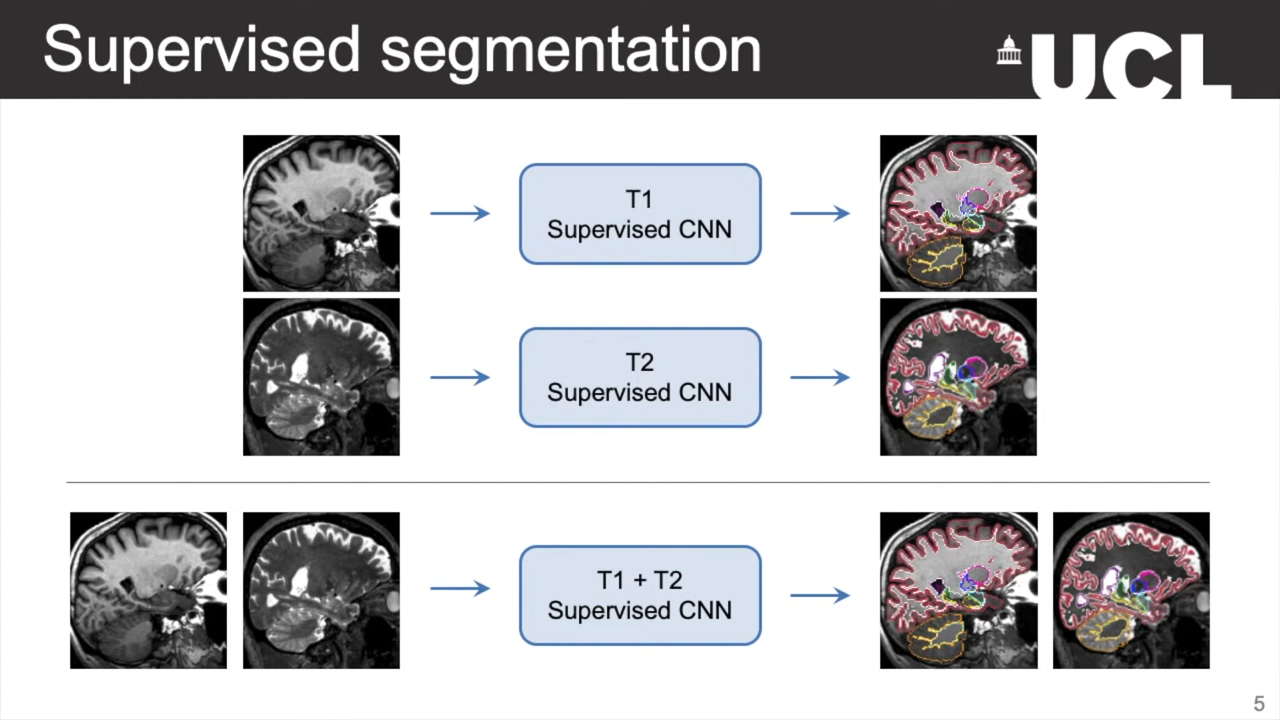 Supervised segmentation
UCL
T1
Supervised CNN
T2
Supervised CNN
T1 + T2
Supervised CNN
5